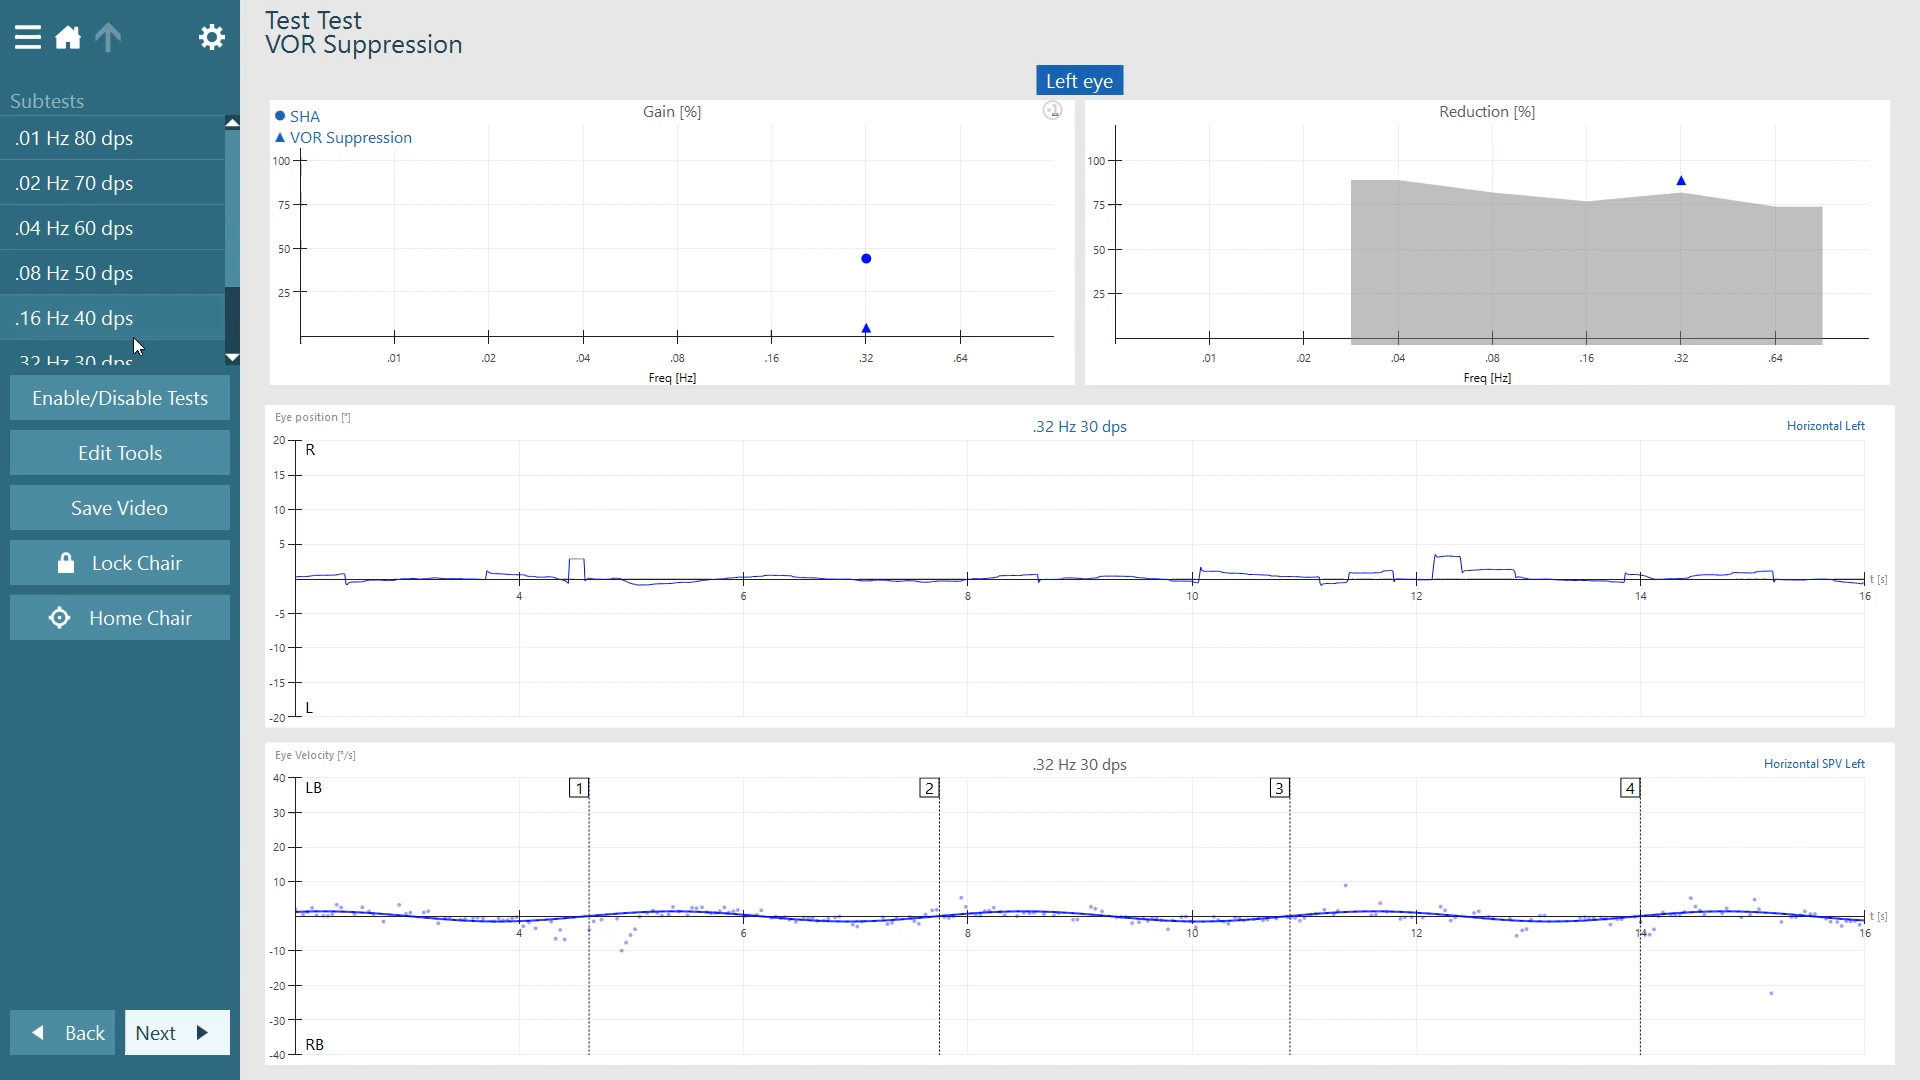 Test Test
VOR Suppression
Subtests
.01 Hz 80 dps
.02 Hz 70 dps
.04 Hz 60 dps
.08 Hz 50 dps
.16 Hz 40 dps
.32 Hz 30 dps
Enable/Disable Tests
Edit Tools
Save Video
Lock Chair
Home Chair
Back
Next
Left eye
SHA
VOR Suppression
Gain [%]
1
100
75
50
25
.01 .02 .04 .08 .16 .32 .64
Freq [Hz]
Reduction [%]
100
75
50
25
.01 .02 .04 .08 .16 .32 .64
Freq [Hz]
Eye position [°]
.32 Hz 30 dps
Horizontal Left
20
R
15
10
5
t [s]
4 6 8 10 12 14 16
-5
-10
-15
L
-20
Eye Velocity [°/s]
.32 Hz 30 dps
Horizontal SPV Left
40
LB
1 2 3 4
30
20
10
t [s]
4 6 8 10 12 14 16
-10
-20
-30
RB
-40